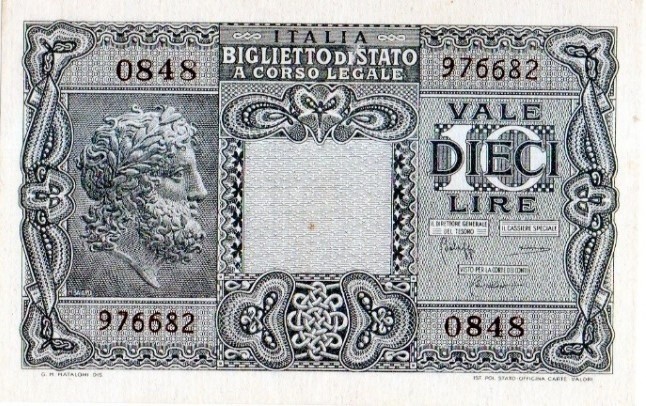 ITALIA
BIGLIETTO DI STATO
A CORSO LEGALE
0848
976682
VALE
10
DIECI
LIRE
IL DIRETTORE GENERALE
DEL TESORO
IL CASSIERE SPECIALE
VISTO PER LA CORTE DEI CONTI
976682
0848
G. M. MATALONI DIS.
IST. POL. STATO-OFFICINA CARTE-VALORI